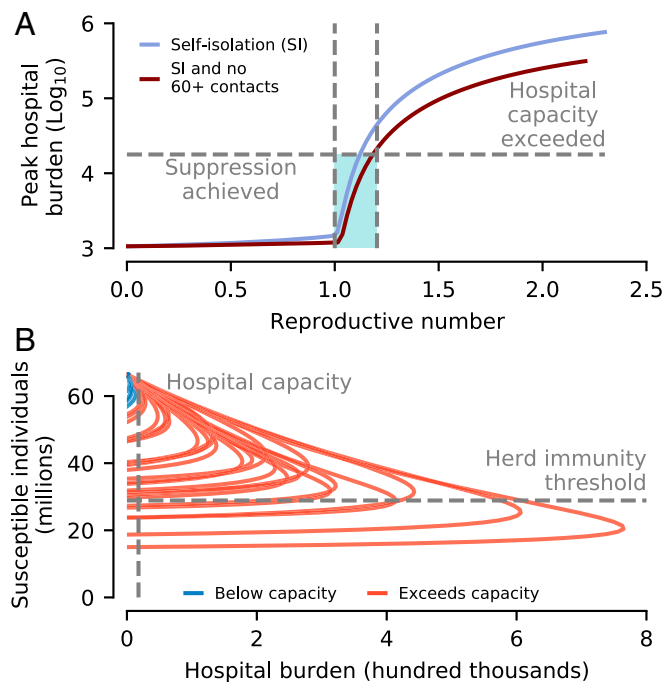 A
Peak hospital
burden (Log10)
6
5
4
3
Self-isolation (SI)
SI and no
60+ contacts
Hospital
capacity
exceeded
Suppression
achieved
0.0 0.5 1.0 1.5 2.0 2.5
Reproductive number
B
Susceptible individuals
(millions)
60
40
20
0
Hospital capacity
Herd immunity
threshold
Below capacity Exceeds capacity
0 2 4 6 8
Hospital burden (hundred thousands)